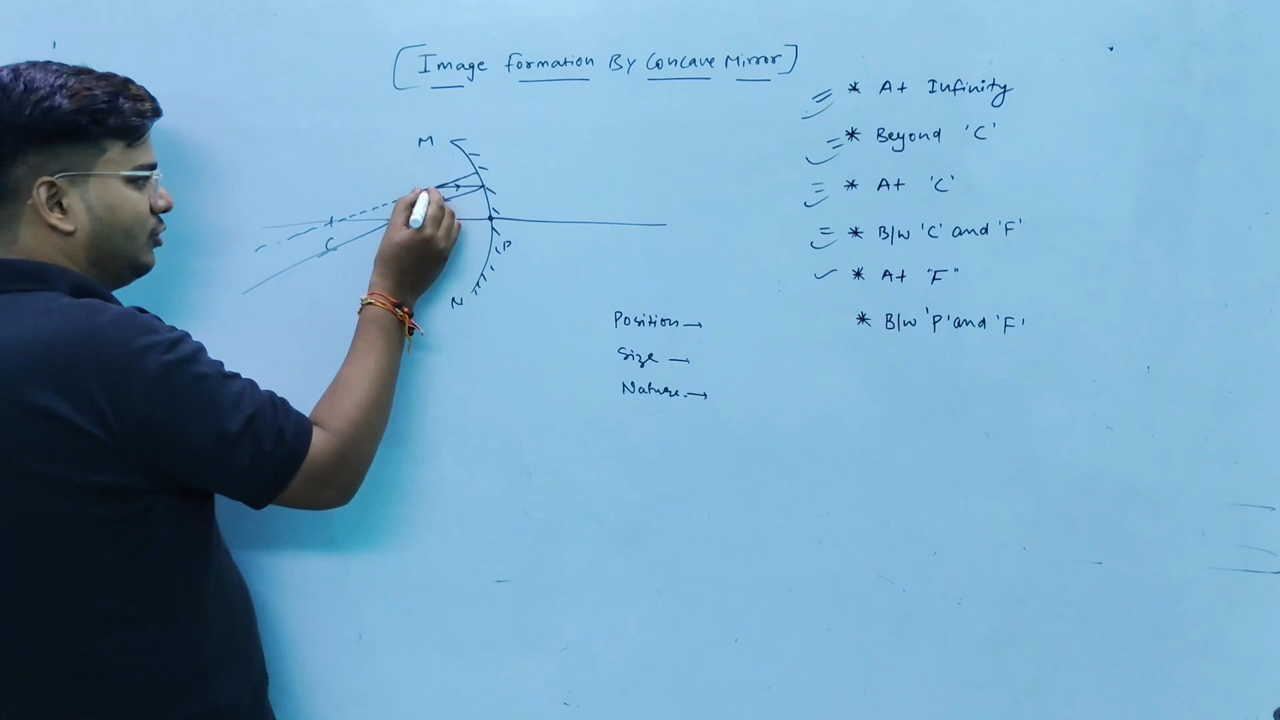 [Image formation By Concave Mirror]
* At Infinity
* Beyond 'C'
* At 'C'
* B/w 'C' and 'F'
* At "F"
* B/w 'P' and 'F'
M
C
P
N
Position →
Size →
Nature. →